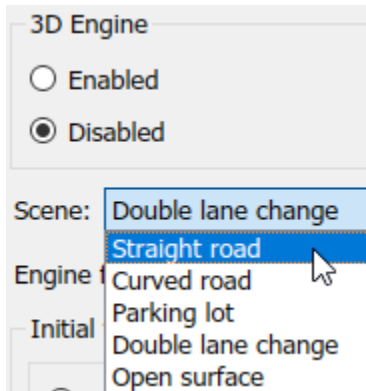 3D Engine
Enabled
Disabled
Scene: Double lane change
Straight road
Engine
Curved road
Parking lot
Initial
Double lane change
Open surface